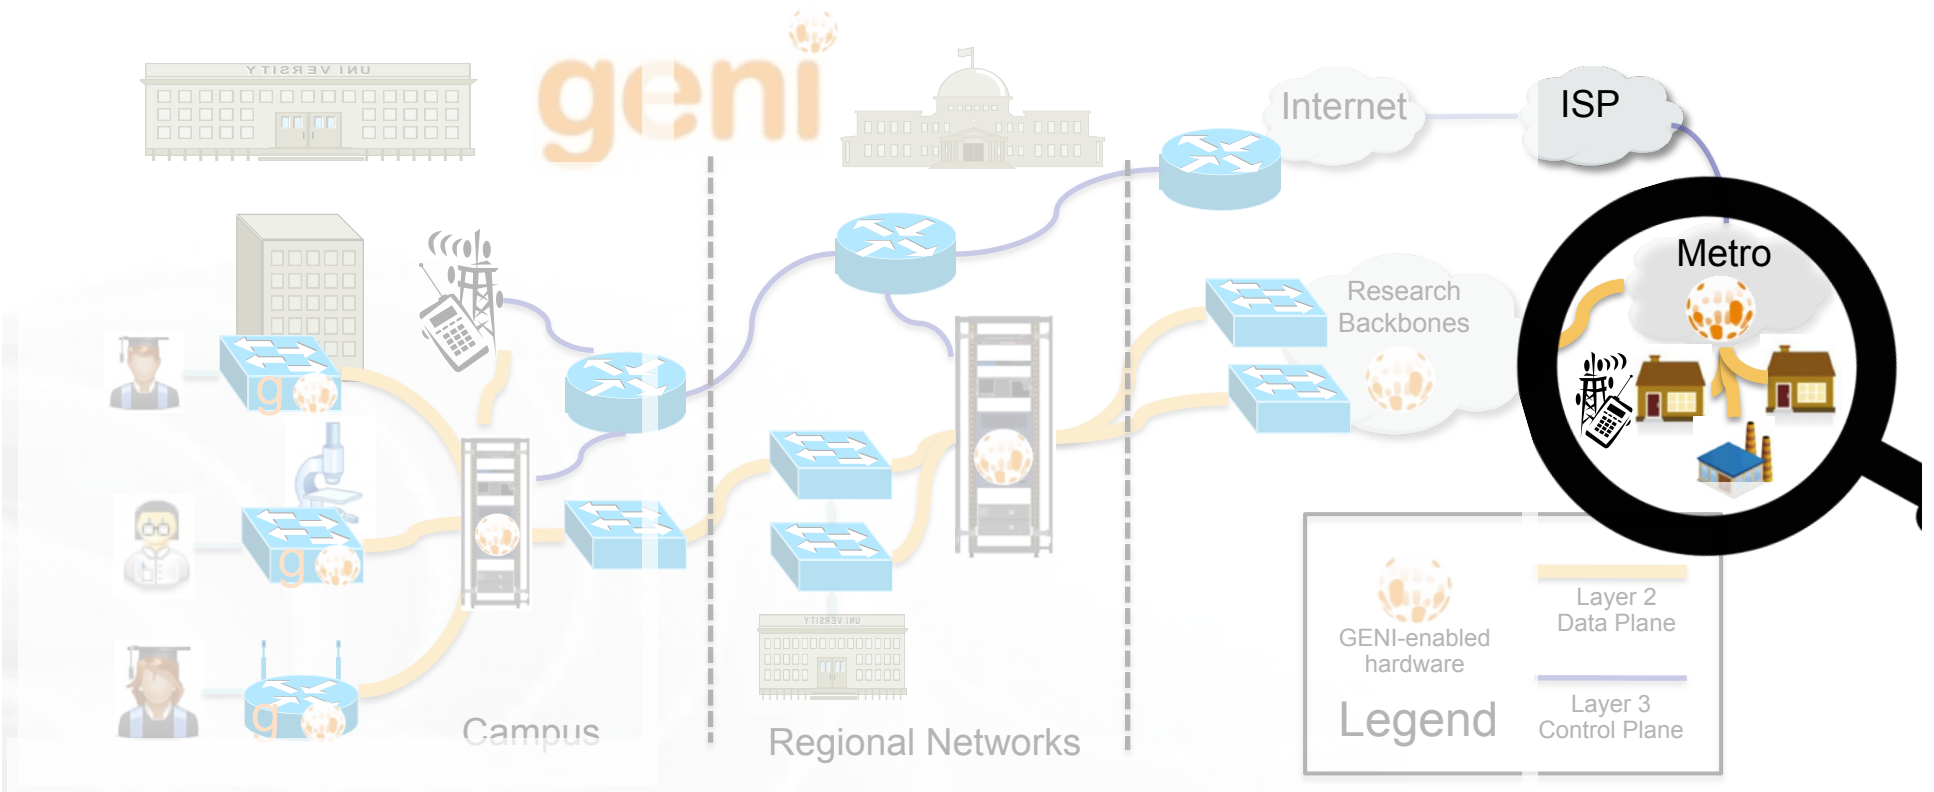 UNIVERSITY
geni
Internet
ISP
Metro
Research
Backbones
g
g
g
UNIVERSITY
Campus
Regional Networks
GENI-enabled
hardware
Legend
Layer 2
Data Plane
Layer 3
Control Plane